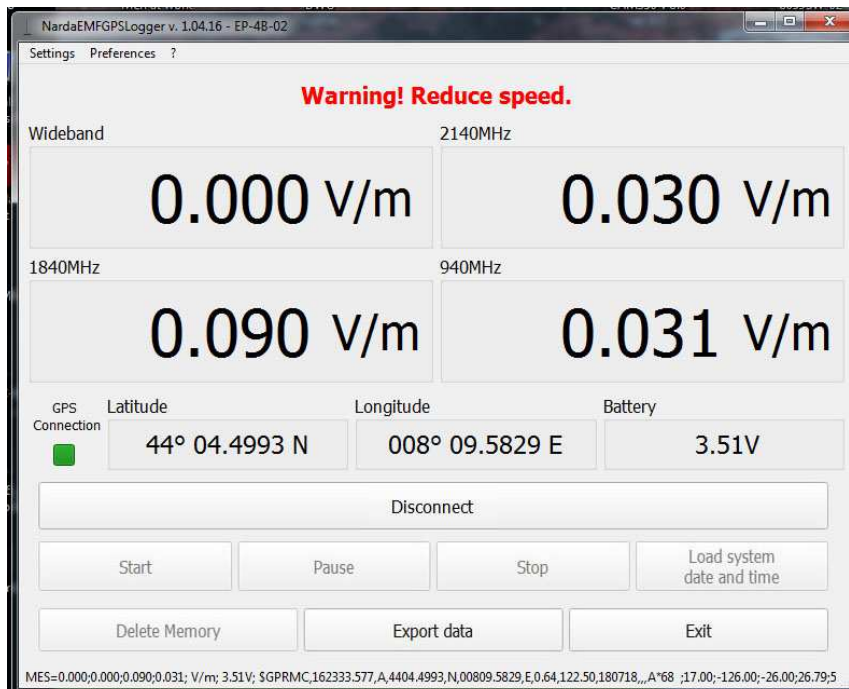 NardaEMFGPSLogger v. 1.04.16 - EP-4B-02
Settings Preferences ?
Warning! Reduce speed.
Wideband
2140MHz
0.000 V/m
0.030 V/m
1840MHz
940MHz
0.090 V/m
0.031 V/m
GPS
Connection
Latitude
Longitude
Battery
44° 04.4993 N
008° 09.5829 E
3.51V
Disconnect
Start
Pause
Stop
Load system
date and time
Delete Memory
Export data
Exit
MES=0.000;0.000;0.090;0.031; V/m; 3.51V; $GPRMC,162333.577,A,4404.4993,N,00809.5829,E,0.64,122.50,180718,,,A*68 ;17.00;-126.00;-26.00;26.79;5